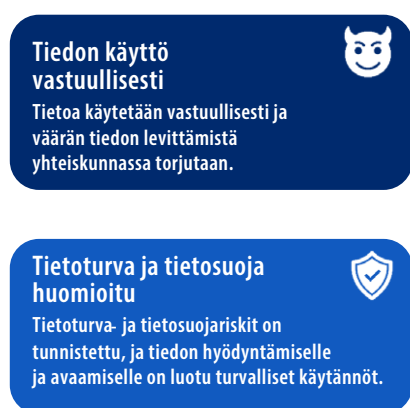 Tiedon käyttö
vastuullisesti
Tietoa käytetään vastuullisesti ja
väärän tiedon levittämistä
yhteiskunnassa torjutaan.
Tietoturva ja tietosuoja
huomioitu
Tietoturva- ja tietosuojariskit on
tunnistettu, ja tiedon hyödyntämiselle
ja avaamiselle on luotu turvalliset käytännöt.